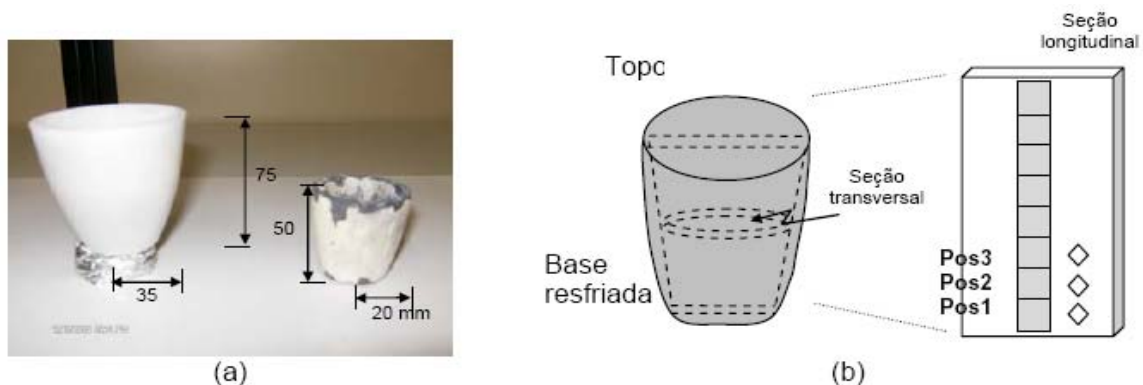 75
50
35
20 mm
(a)
Topo
Base
resfriada
Seção
transversal
Seção
longitudinal
Pos3
Pos2
Pos1
(b)